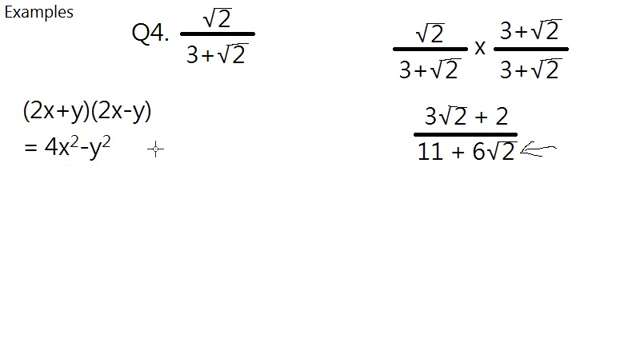 Examples
Q4. √2 / 3+√2
√2 / 3+√2 x 3+√2 / 3+√2
(2x+y)(2x-y)
= 4x²-y²
3√2 + 2 / 11 + 6√2